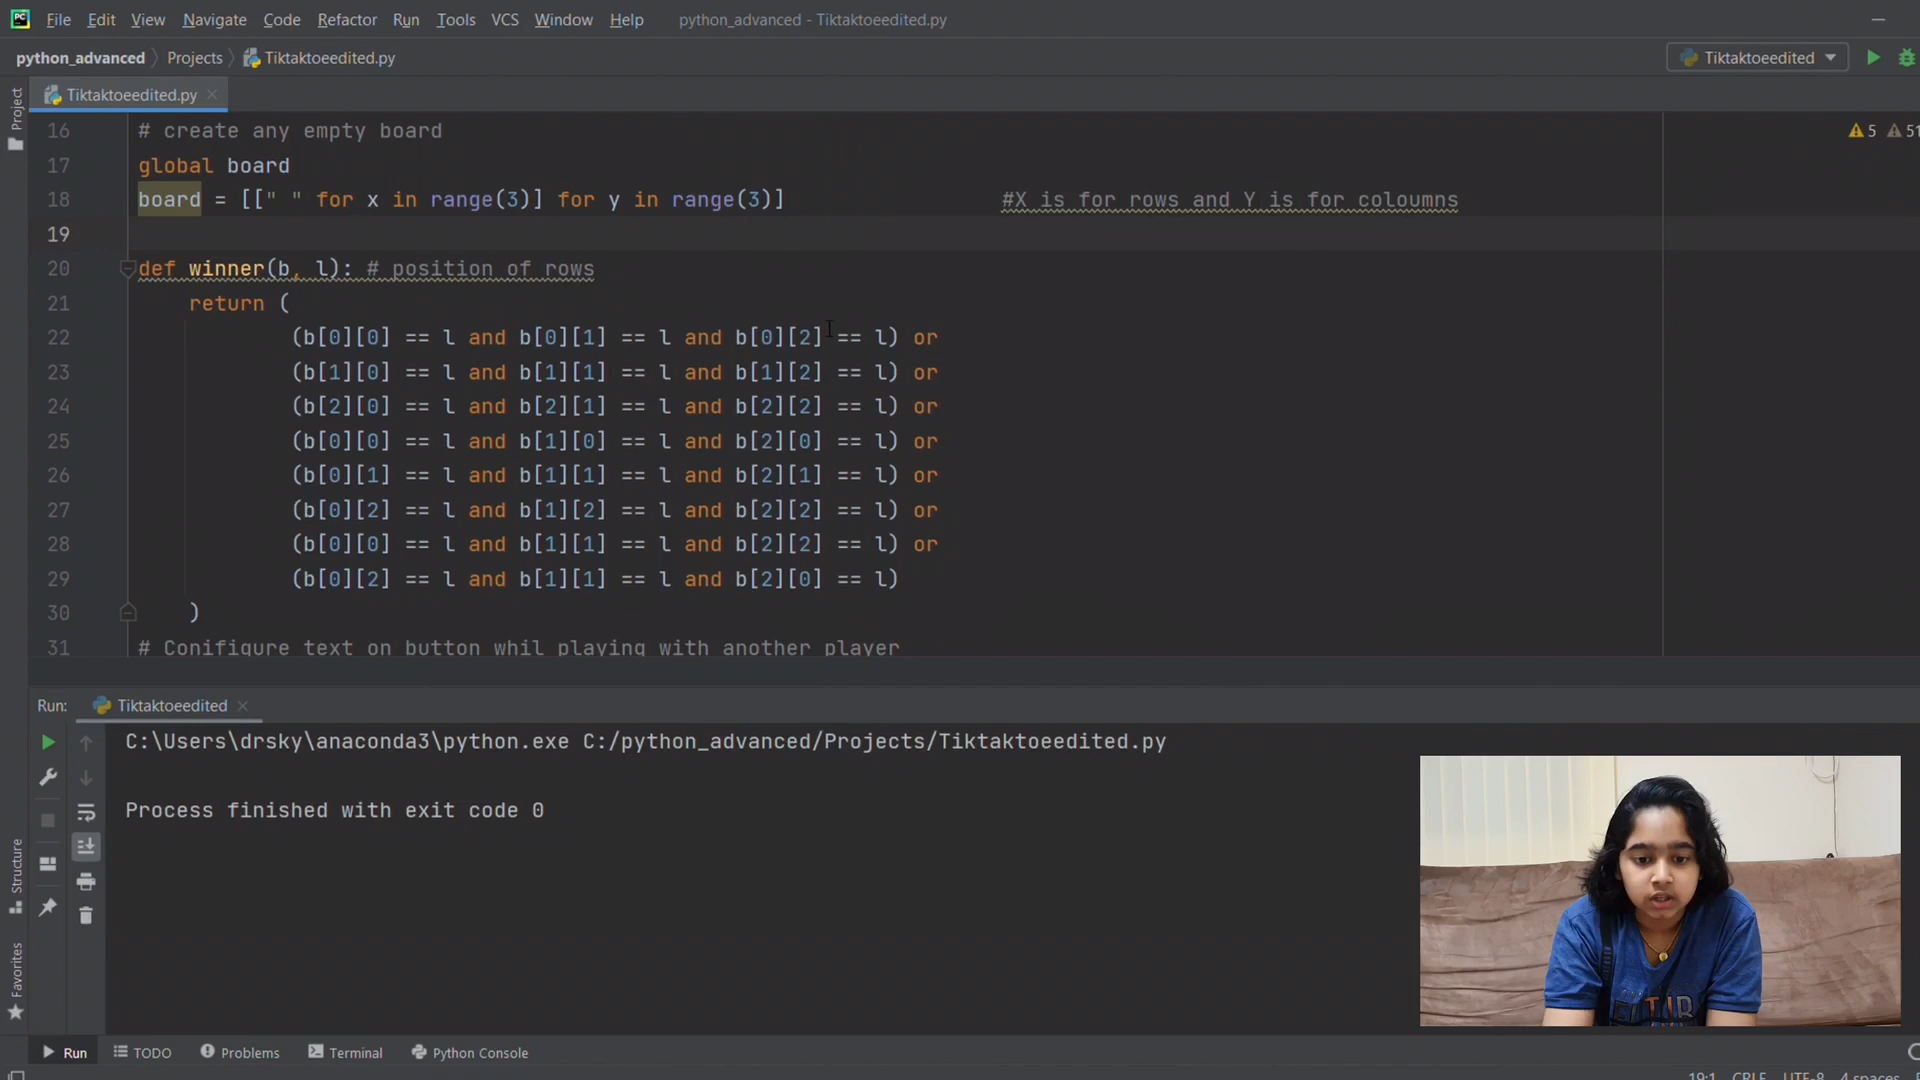 File Edit View Navigate Code Refactor Run Tools VCS Window Help python_advanced - Tiktaktoeedited.py
python_advanced Projects Tiktaktoeedited.py Tiktaktoeedited
Project
Tiktaktoeedited.py
16 # create any empty board 5 51
17 global board
18 board = [[" " for x in range(3)] for y in range(3)] #X is for rows and Y is for coloumns
19
20 def winner(b, l): # position of rows
21 return (
22 (b[0][0] == l and b[0][1] == l and b[0][2] == l) or
23 (b[1][0] == l and b[1][1] == l and b[1][2] == l) or
24 (b[2][0] == l and b[2][1] == l and b[2][2] == l) or
25 (b[0][0] == l and b[1][0] == l and b[2][0] == l) or
26 (b[0][1] == l and b[1][1] == l and b[2][1] == l) or
27 (b[0][2] == l and b[1][2] == l and b[2][2] == l) or
28 (b[0][0] == l and b[1][1] == l and b[2][2] == l) or
29 (b[0][2] == l and b[1][1] == l and b[2][0] == l)
30 )
31 # Conifigure text on button whil playing with another player
Run: Tiktaktoeedited
C:\Users\drsky\anaconda3\python.exe C:/python_advanced/Projects/Tiktaktoeedited.py
Process finished with exit code 0
Structure
Favorites
Run TODO Problems Terminal Python Console
19:1 CRLF UTF-8 4 spaces